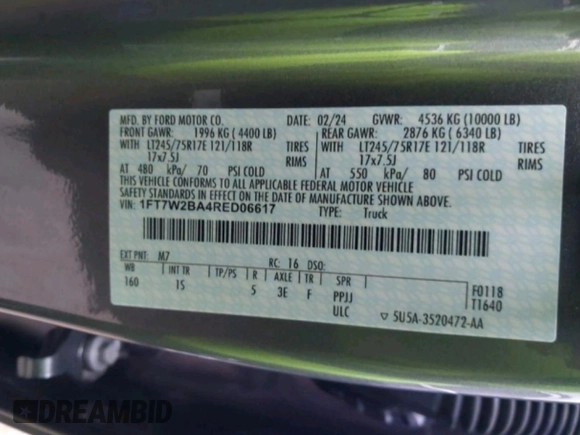 MFD. BY FORD MOTOR CO. 02/24 GVWR: 4536 KG (10000 LB)
FRONT GAWR: 1996 KG (4400 LB) REAR GAWR: 2876 KG (6340 LB)
WITH LT245/75R17E 121/118R TIRES WITH LT245/75R17E 121/118R TIRES
17x7.5J RIMS 17x7.5J RIMS
AT 480 kPa/ 70 PSI COLD AT 550 kPa/ 80 PSI COLD
THIS VEHICLE CONFORMS TO ALL APPLICABLE FEDERAL MOTOR VEHICLE
SAFETY STANDARDS IN EFFECT ON THE DATE OF MANUFACTURE SHOWN ABOVE.
VIN: 1FT7W2BA4RED06617 TYPE: Truck
EXT PNT: M7 RC: 16 DSO:
WB INT TR TP/PS R AXLE TR SPR
160 IS 5 3E F PPJJ
ULC
F0118
T1640
▽ 5U5A-3520472-AA
DREAMBID